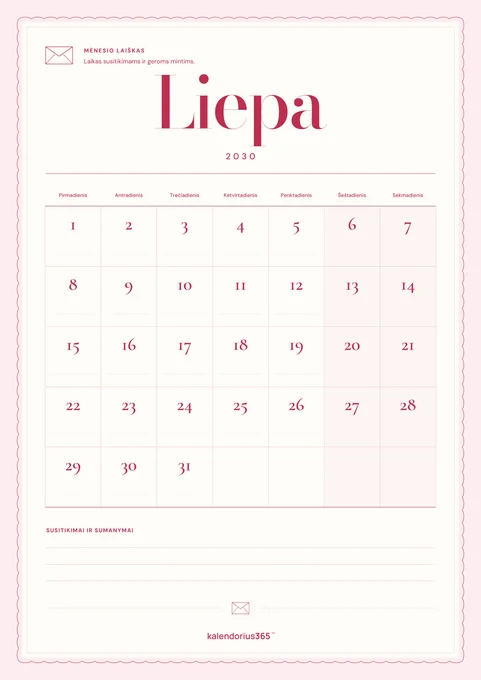 MĖNESIO LAIŠKAS
Laikas susitikimams ir geroms mintims.
Liepa
2030
Pirmadienis Antradienis Trečiadienis Ketvirtadienis Penktadienis Šeštadienis Sekmadienis
1 2 3 4 5 6 7
8 9 10 11 12 13 14
15 16 17 18 19 20 21
22 23 24 25 26 27 28
29 30 31
SUSITIKIMAI IR SUMANYMAI
kalendorius365™